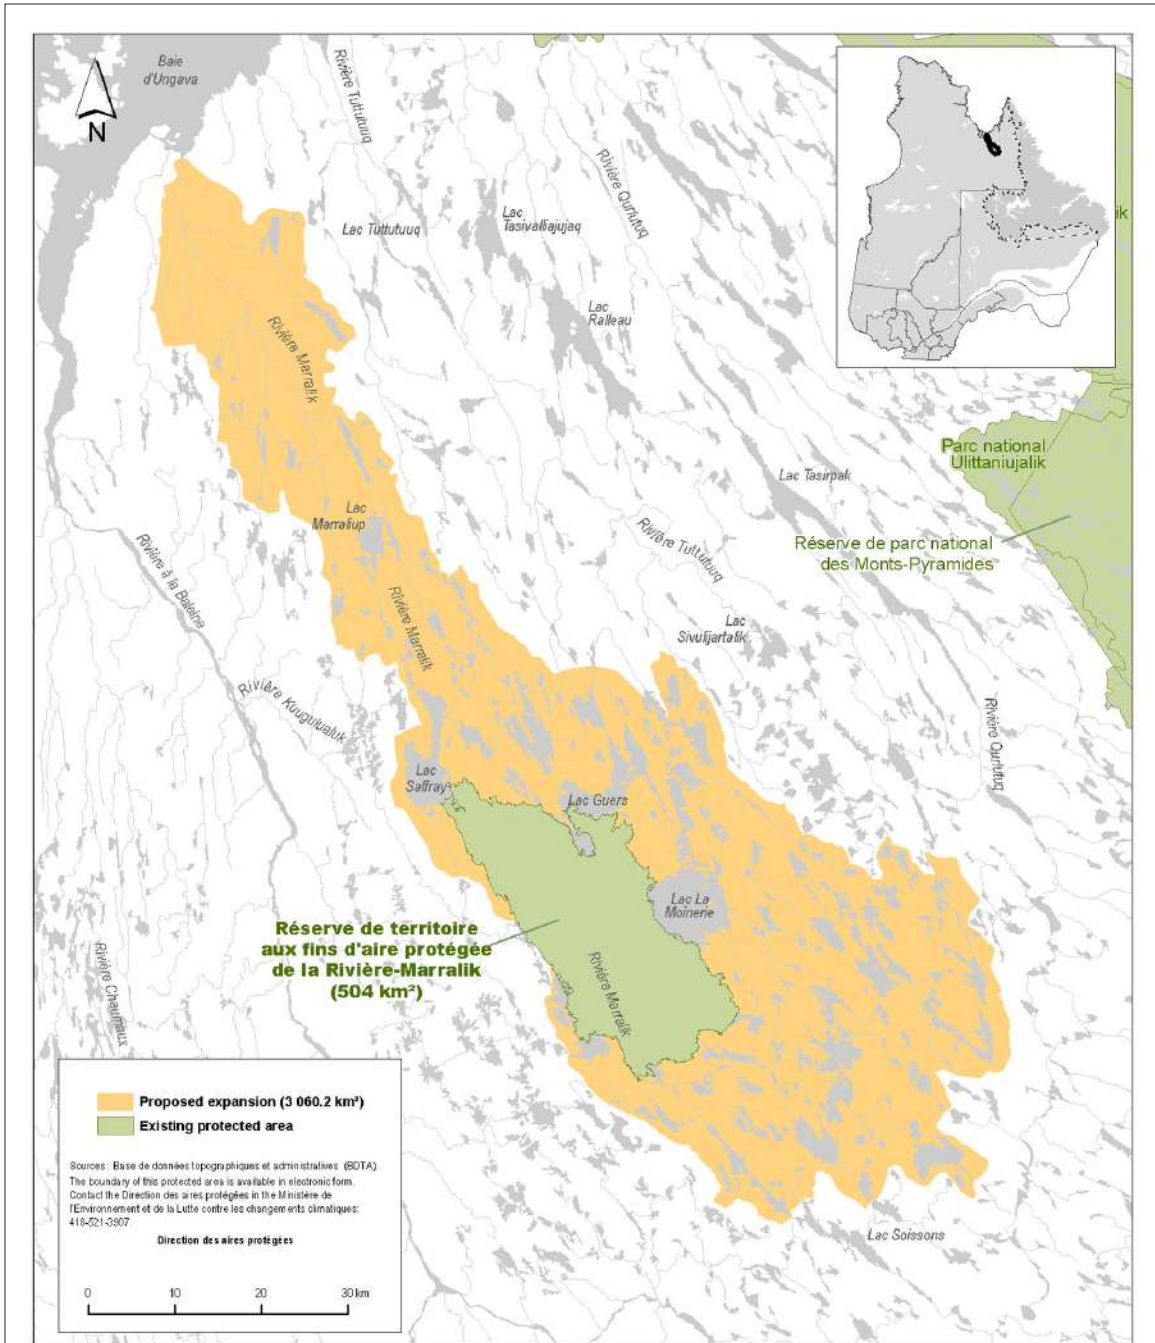 Baie
d'Ungava
N
Rivière Tuttutuuq
Rivière Qurlutuq
Lac
Tasivalliajujaq
Lac Tuttutuuq
ik
Lac
Ralleau
Rivière Marralik
Parc national
Ulittaniujalik
Lac Tasirpak
Lac
Marraliup
Réserve de parc national
des Monts-Pyramides
Rivière Tuttutuuq
Rivière à la Baleine
Rivière Marralik
Lac
Sivulijartalik
Rivière Kuugulualuk
Rivière Qurlutuq
Lac
Saffray
Lac Guers
Lac La
Moinerie
Réserve de territoire
aux fins d'aire protégée
de la Rivière-Marralik
(504 km²)
Rivière Marralik
Rivière Chaumaux
Proposed expansion (3 060.2 km²)
Existing protected area
Sources: Base de données topographiques et administratives (BDTA)
The boundary of this protected area is available in electronic form.
Contact the Direction des aires protégées in the Ministère de
l'Environnement et de la Lutte contre les changements climatiques:
418-521-3907
Direction des aires protégées
Lac Soissons
0 10 20 30 km